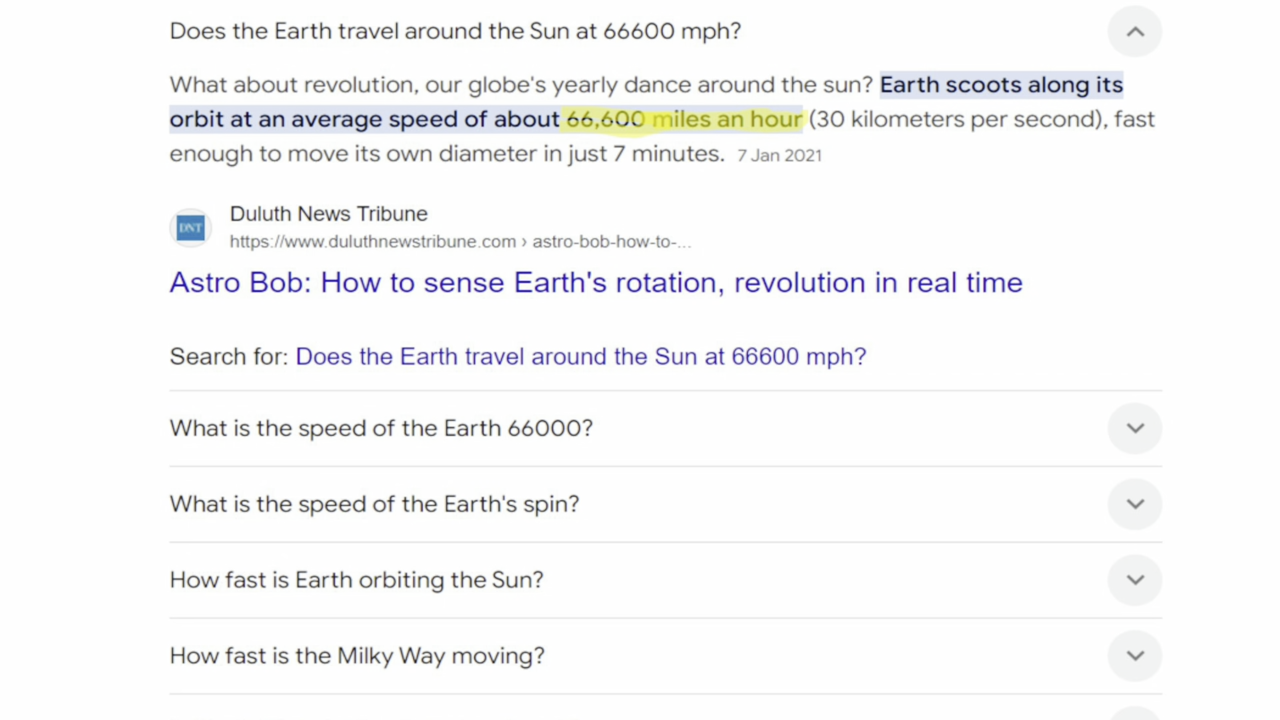 Does the Earth travel around the Sun at 66600 mph?
What about revolution, our globe's yearly dance around the sun? Earth scoots along its
orbit at an average speed of about 66,600 miles an hour (30 kilometers per second), fast
enough to move its own diameter in just 7 minutes. 7 Jan 2021
DNT
Duluth News Tribune
https://www.duluthnewstribune.com › astro-bob-how-to-...
Astro Bob: How to sense Earth's rotation, revolution in real time
Search for: Does the Earth travel around the Sun at 66600 mph?
What is the speed of the Earth 66000?
What is the speed of the Earth's spin?
How fast is Earth orbiting the Sun?
How fast is the Milky Way moving?